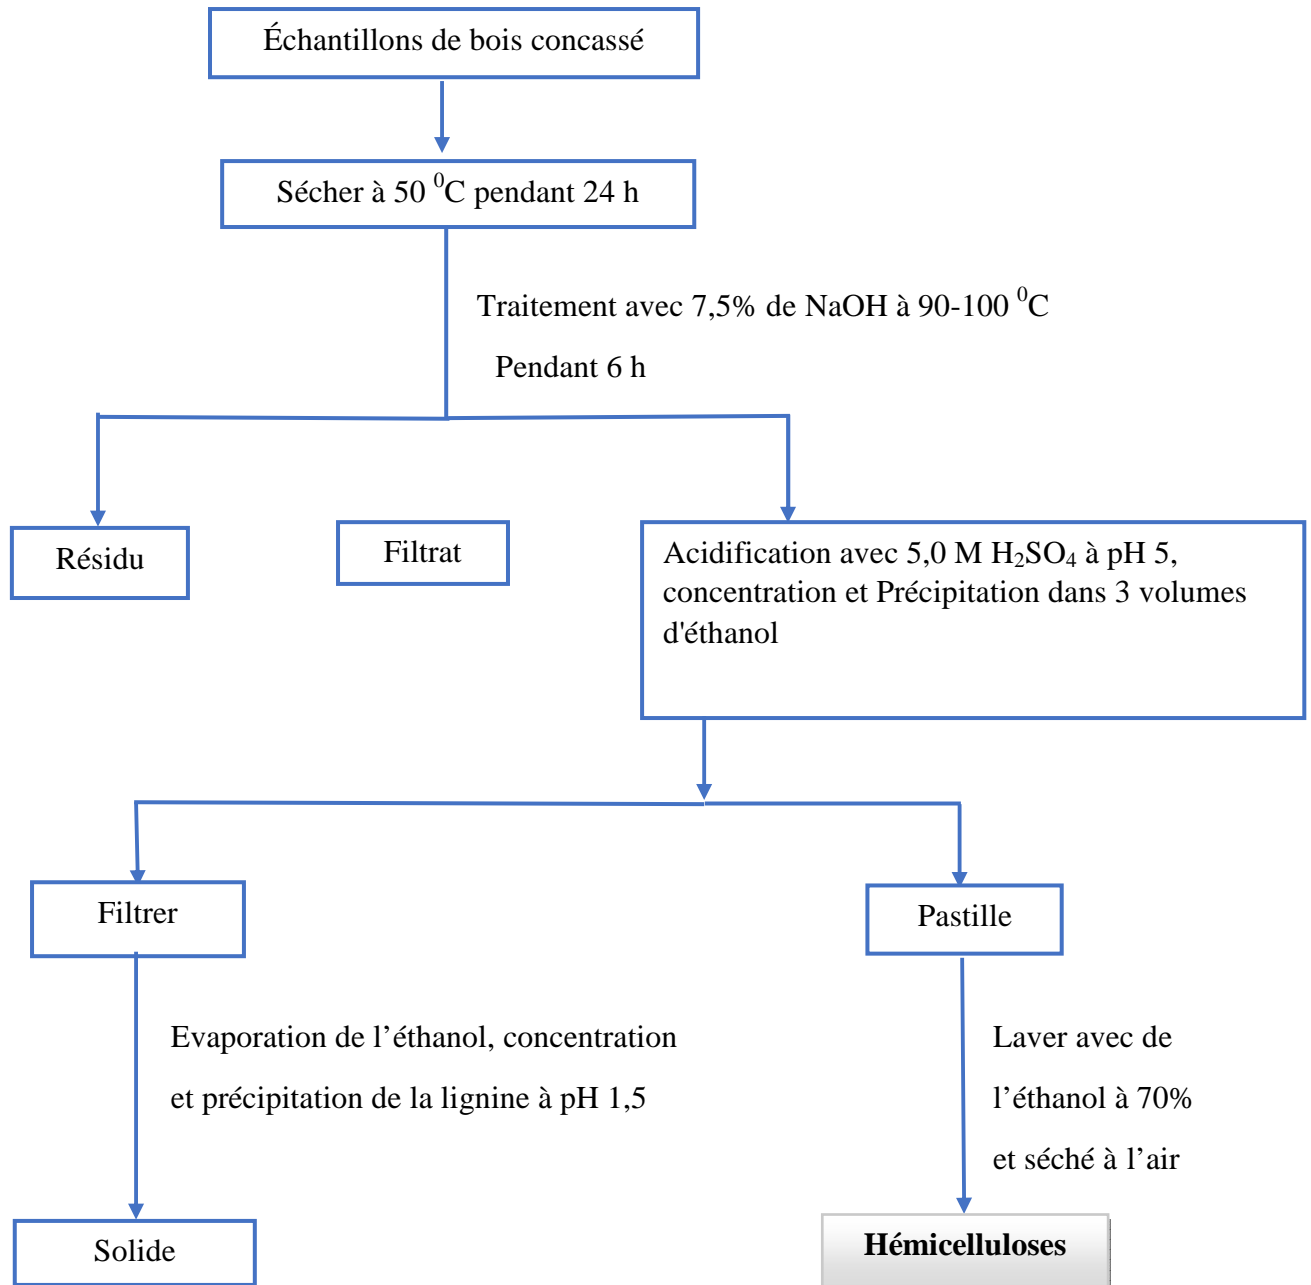 Échantillons de bois concassé
Sécher à 50 ⁰C pendant 24 h
Traitement avec 7,5% de NaOH à 90-100 ⁰C
Pendant 6 h
Résidu
Filtrat
Acidification avec 5,0 M H₂SO₄ à pH 5,
concentration et Précipitation dans 3 volumes
d'éthanol
Filtrer
Pastille
Evaporation de l’éthanol, concentration
et précipitation de la lignine à pH 1,5
Laver avec de
l’éthanol à 70%
et séché à l’air
Solide
Hémicelluloses